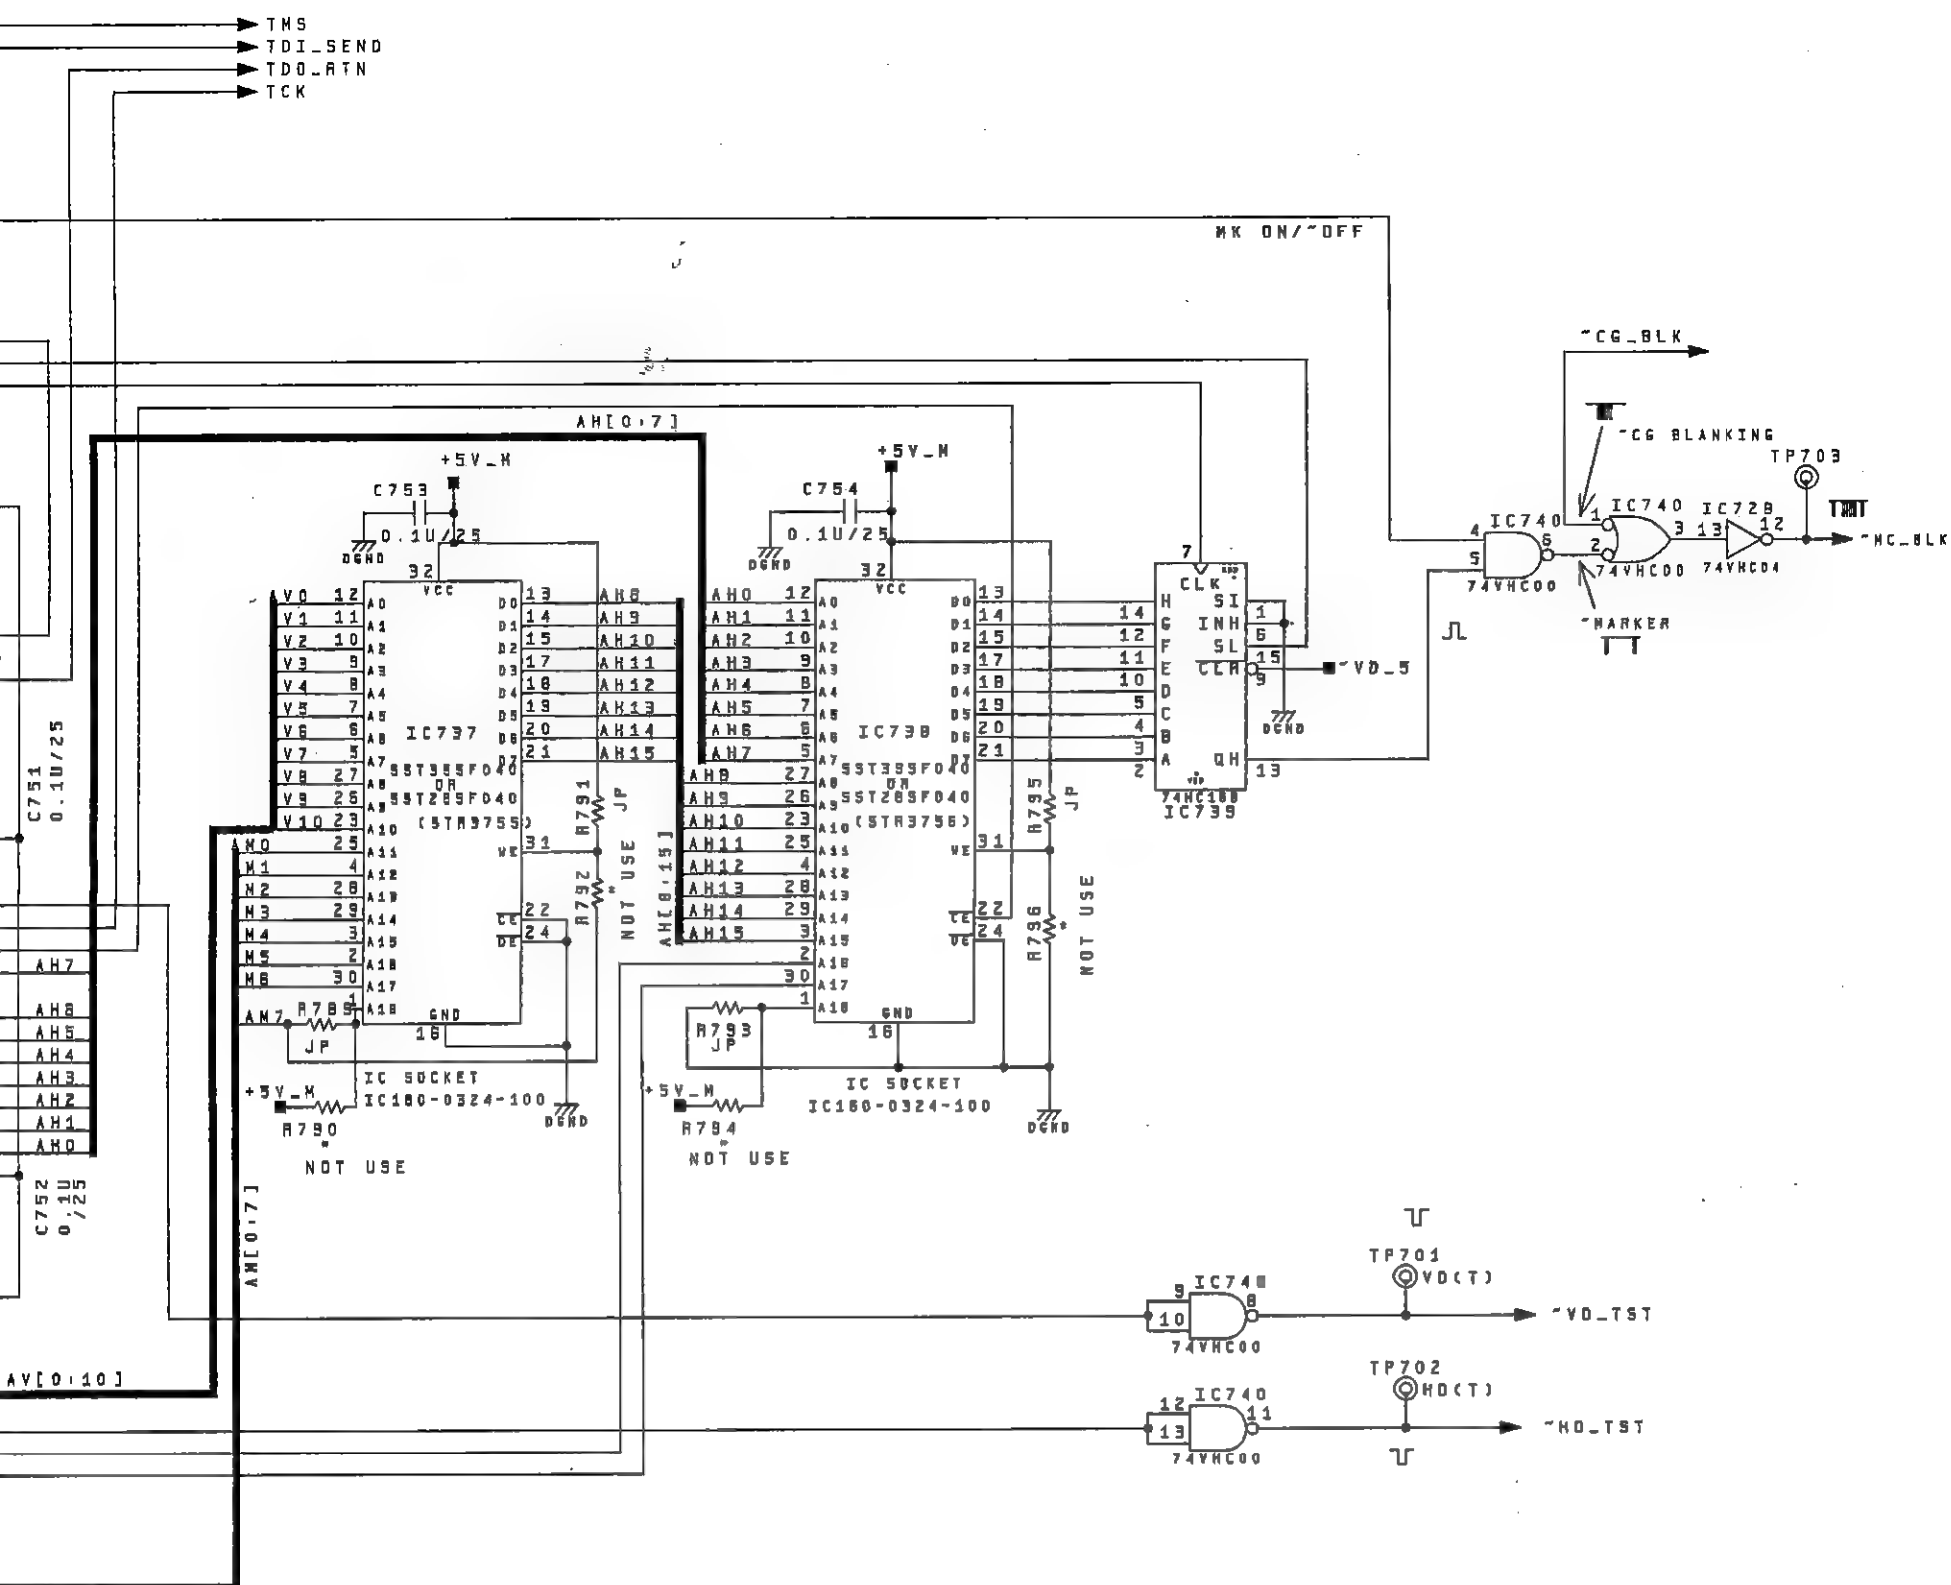 TMS
TDI_SEND
TDO_RTN
TCK
MK ON/~OFF
~CG_BLK
AH[0:7]
+5V_M
+5V_M
~CG BLANKING
TP703
C753
0.1U/25
DGND
C754
0.1U/25
DGND
IC740
4
5
6
74VHC00
IC740
1
2
3
74VHC00
IC728
13
12
74VHC04
~MC_BLK
~MARKER
32
VCC
AV0 12 A0 D0 13 AH8
V1 11 A1 D1 14 AH9
V2 10 A2 D2 15 AH10
V3 9 A3 D3 17 AH11
V4 8 A4 D4 18 AH12
V5 7 A5 D5 19 AH13
V6 6 A6 D6 20 AH14
V7 5 A7 D7 21 AH15
V8 27 A8
V9 26 A9
V10 23 A10
AM0 25 A11 WE 31
M1 4 A12
M2 28 A13
M3 29 A14 CE 22
M4 3 A15 OE 24
M5 2 A16
M6 30 A17
AM7 R789 1 A18
JP
GND
16
IC737
SST39SF040
OR
SST28SF040
(STR3755)
R791
JP
R792
*
NOT USE
+5V_M
R790
*
NOT USE
IC SOCKET
IC160-0324-100
DGND
AH[8:15]
32
VCC
AH0 12 A0 D0 13
AH1 11 A1 D1 14
AH2 10 A2 D2 15
AH3 9 A3 D3 17
AH4 8 A4 D4 18
AH5 7 A5 D5 19
AH6 6 A6 D6 20
AH7 5 A7 D7 21
AH8 27 A8
AH9 26 A9
AH10 23 A10
AH11 25 A11 WE 31
AH12 4 A12
AH13 28 A13
AH14 29 A14 CE 22
AH15 3 A15 OE 24
2 A16
30 A17
1 A18
GND
16
IC738
SST39SF040
OR
SST28SF040
(STR3756)
R795
JP
R796
*
NOT USE
R793
JP
+5V_M
R794
*
NOT USE
IC SOCKET
IC160-0324-100
DGND
7
CLK
H SI
14 G INH 1
12 F SL 6
11 E CLR 15
10 D 9
5 C
4 B
3 A QH
2 13
74HC166
IC739
~VD_5
DGND
C751
0.1U/25
AH7
AH6
AH5
AH4
AH3
AH2
AH1
AH0
C752
0.1U
/25
AM[0:7]
AV[0:10]
IC740
9
10
8
74VHC00
TP701
VD(T)
~VD_TST
IC740
12
13
11
74VHC00
TP702
HD(T)
~HD_TST